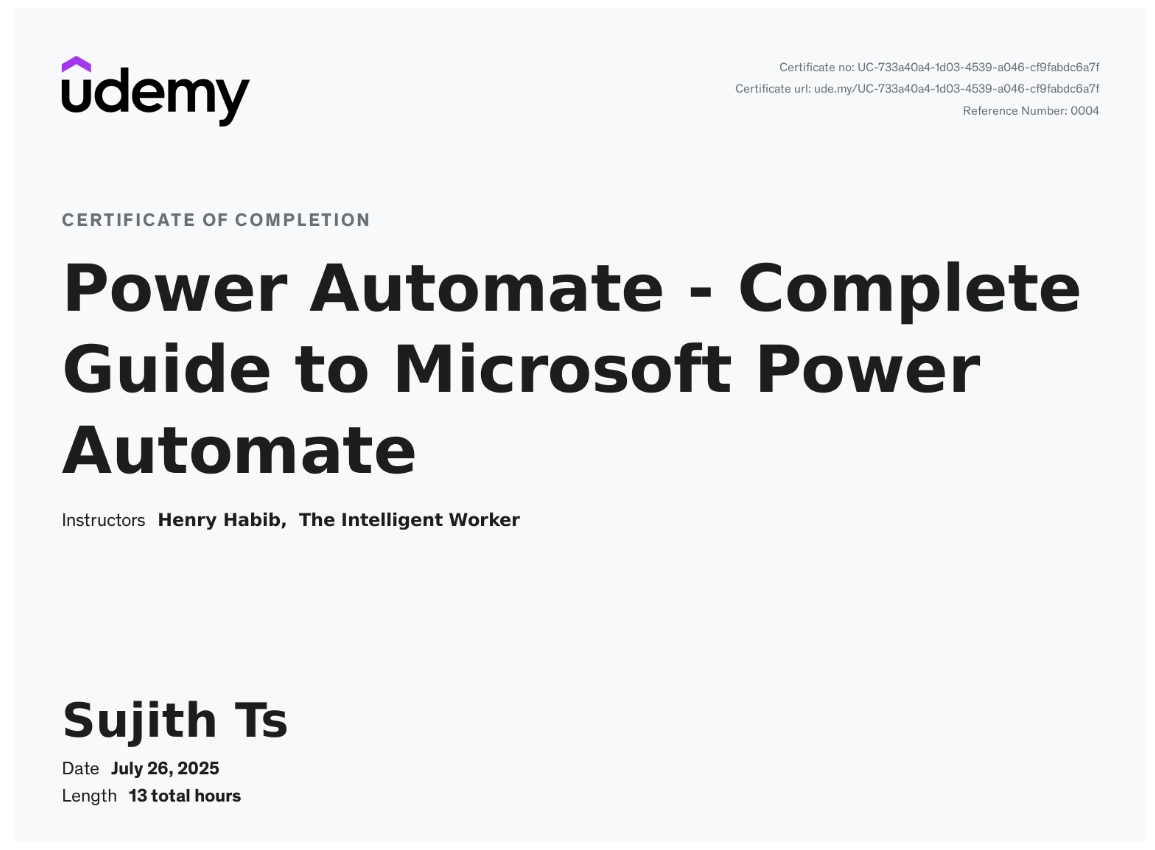 udemy
Certificate no: UC-733a40a4-1d03-4539-a046-cf9fabdc6a7f
Certificate url: ude.my/UC-733a40a4-1d03-4539-a046-cf9fabdc6a7f
Reference Number: 0004
CERTIFICATE OF COMPLETION
Power Automate - Complete
Guide to Microsoft Power
Automate
Instructors Henry Habib, The Intelligent Worker
Sujith Ts
Date July 26, 2025
Length 13 total hours